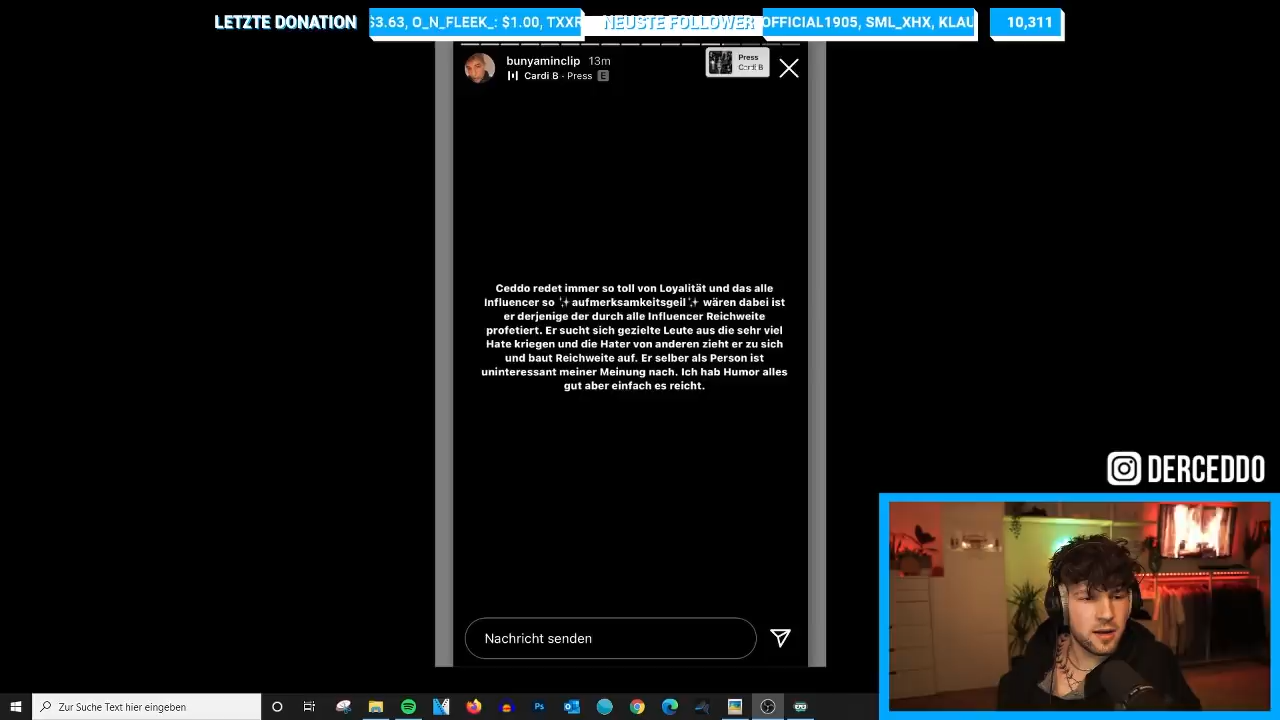 LETZTE DONATION
$3.63, O_N_FLEEK_: $1.00, TXXR
NEUSTE FOLLOWER
OFFICIAL1905, SML_XHX, KLAU
10,311
bunyaminclip 13m
Cardi B · Press E
Press
Cardi B
Ceddo redet immer so toll von Loyalität und das alle
Influencer so ✨aufmerksamkeitsgeil✨ wären dabei ist
er derjenige der durch alle Influencer Reichweite
profetiert. Er sucht sich gezielte Leute aus die sehr viel
Hate kriegen und die Hater von anderen zieht er zu sich
und baut Reichweite auf. Er selber als Person ist
uninteressant meiner Meinung nach. Ich hab Humor alles
gut aber einfach es reicht.
Nachricht senden
DERCEDDO
Zur Suche Text hier eingeben
Ps